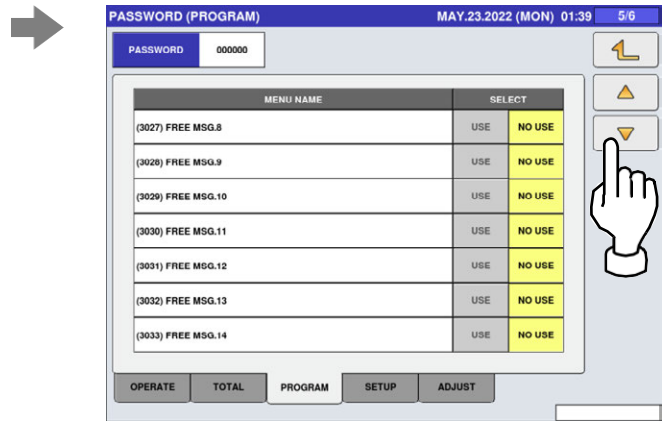 PASSWORD (PROGRAM) MAY.23.2022 (MON) 01:39 5/6
PASSWORD 000000
MENU NAME SELECT
(3027) FREE MSG.8 USE NO USE
(3028) FREE MSG.9 USE NO USE
(3029) FREE MSG.10 USE NO USE
(3030) FREE MSG.11 USE NO USE
(3031) FREE MSG.12 USE NO USE
(3032) FREE MSG.13 USE NO USE
(3033) FREE MSG.14 USE NO USE
OPERATE TOTAL PROGRAM SETUP ADJUST